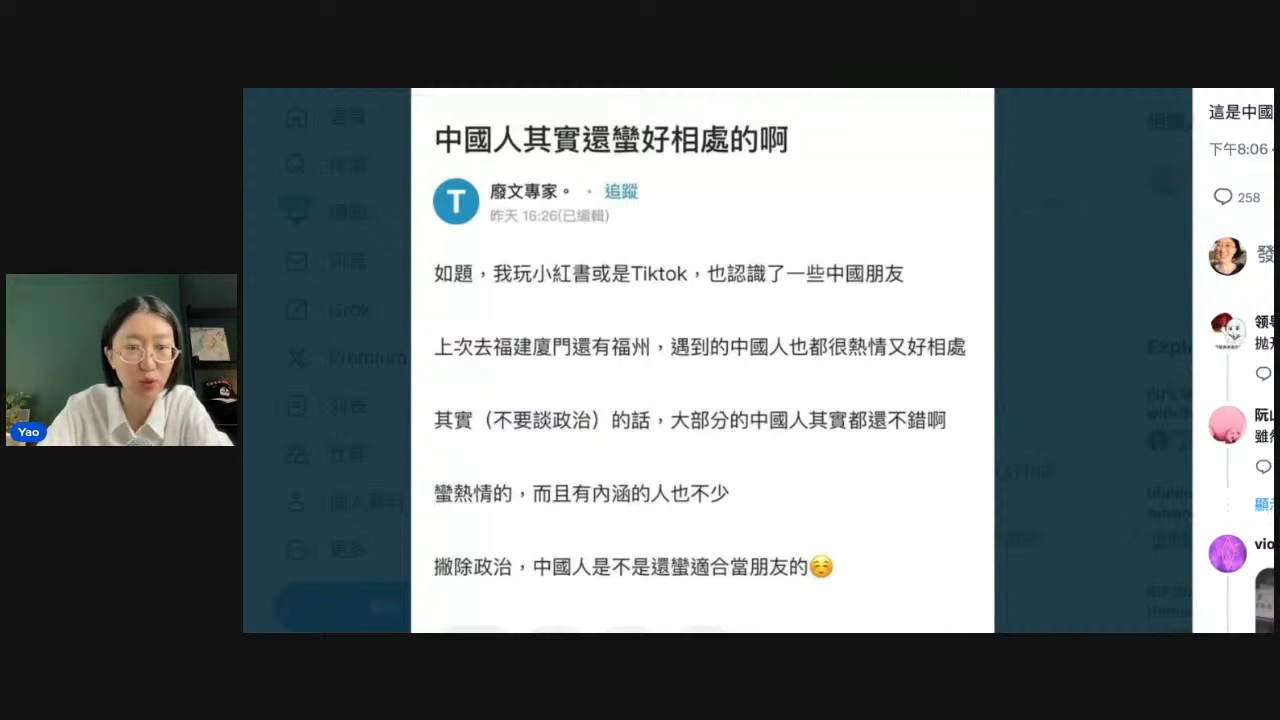 中國人其實還蠻好相處的啊
廢文專家。 · 追蹤
昨天 16:26(已編輯)
如題，我玩小紅書或是Tiktok，也認識了一些中國朋友
上次去福建廈門還有福州，遇到的中國人也都很熱情又好相處
其實（不要談政治）的話，大部分的中國人其實都還不錯啊
蠻熱情的，而且有內涵的人也不少
撇除政治，中國人是不是還蠻適合當朋友的☺️
T
Yao
Grok
Premium
更多
這是中國
下午8:06
258
發
vio